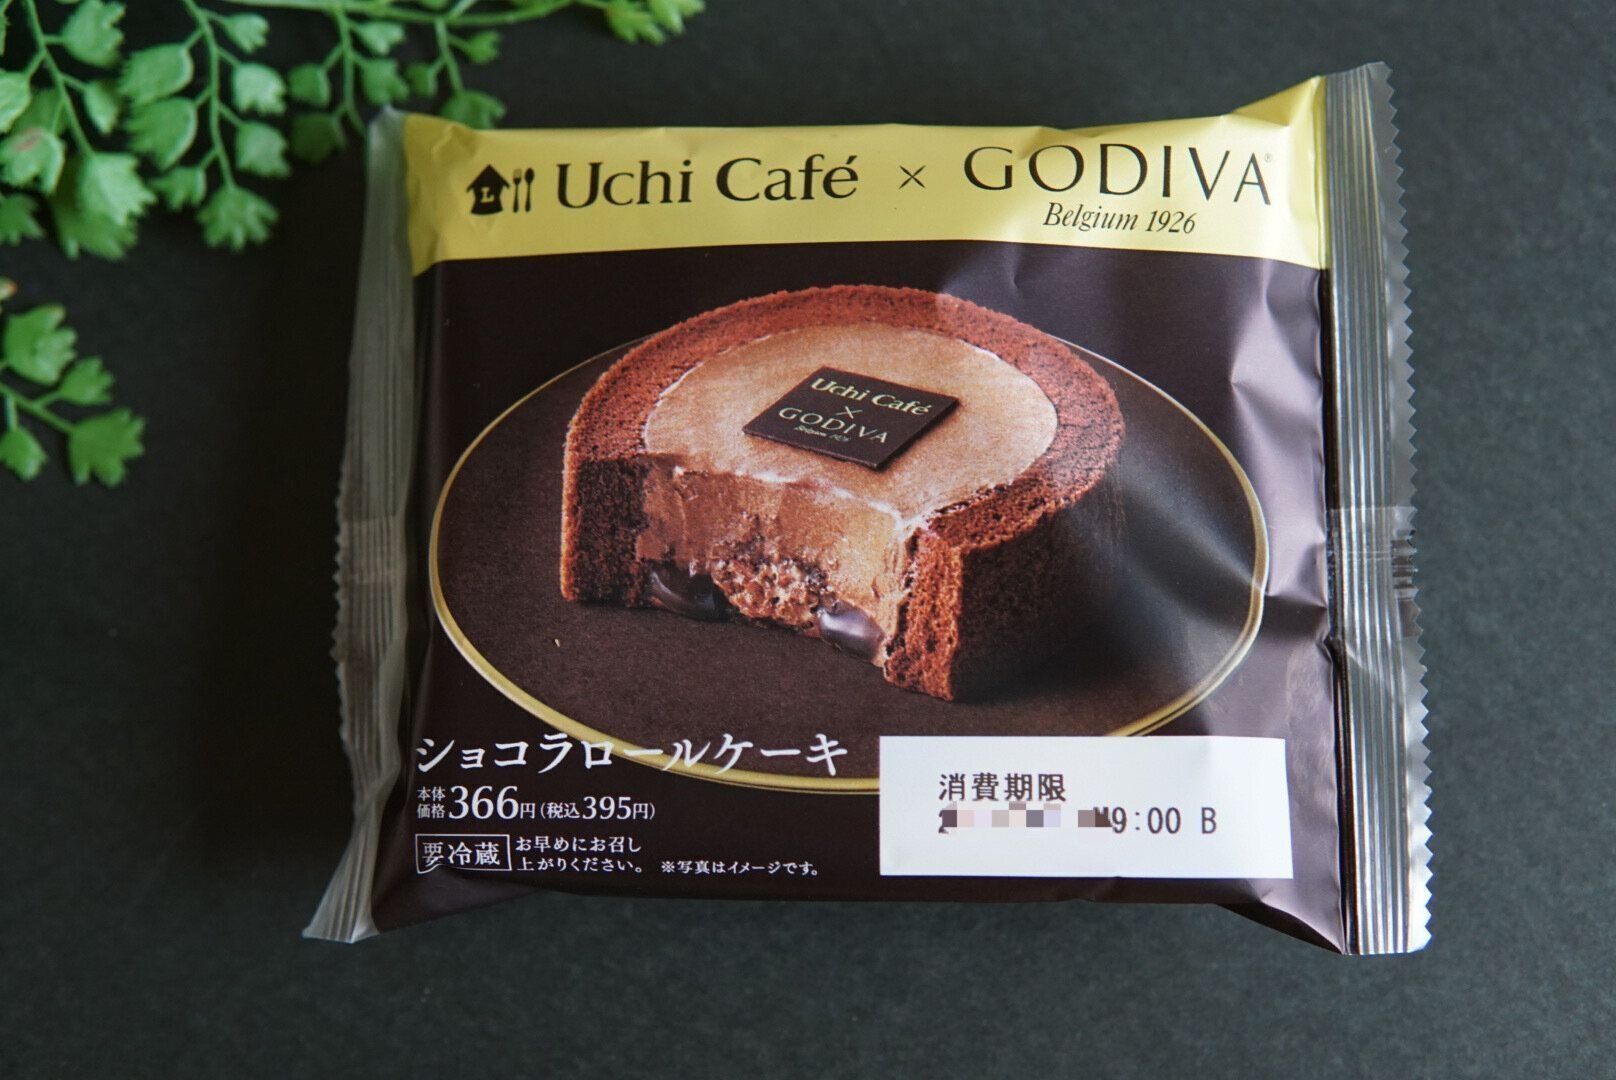 L Uchi Café × GODIVA®
Belgium 1926
Uchi Café
×
GODIVA
Belgium 1926
ショコラロールケーキ
本体価格366円(税込395円)
要冷蔵 お早めにお召し
上がりください。 ※写真はイメージです。
消費期限
9:00 B